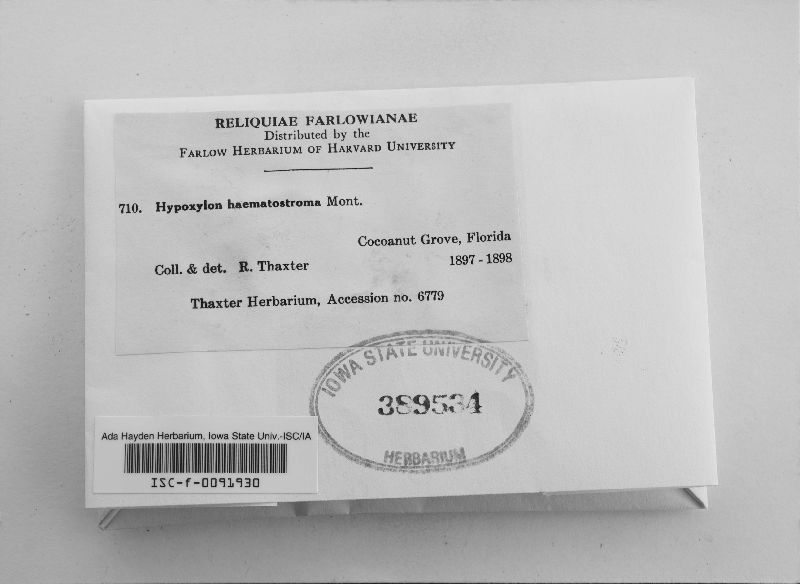 RELIQUIAE FARLOWIANAE
Distributed by the
FARLOW HERBARIUM OF HARVARD UNIVERSITY
710. Hypoxylon haematostroma Mont.
Cocoanut Grove, Florida
Coll. & det. R. Thaxter 1897 - 1898
Thaxter Herbarium, Accession no. 6779
IOWA STATE UNIVERSITY
389534
HERBARIUM
Ada Hayden Herbarium, Iowa State Univ.-ISC/IA
ISC-f-0091930